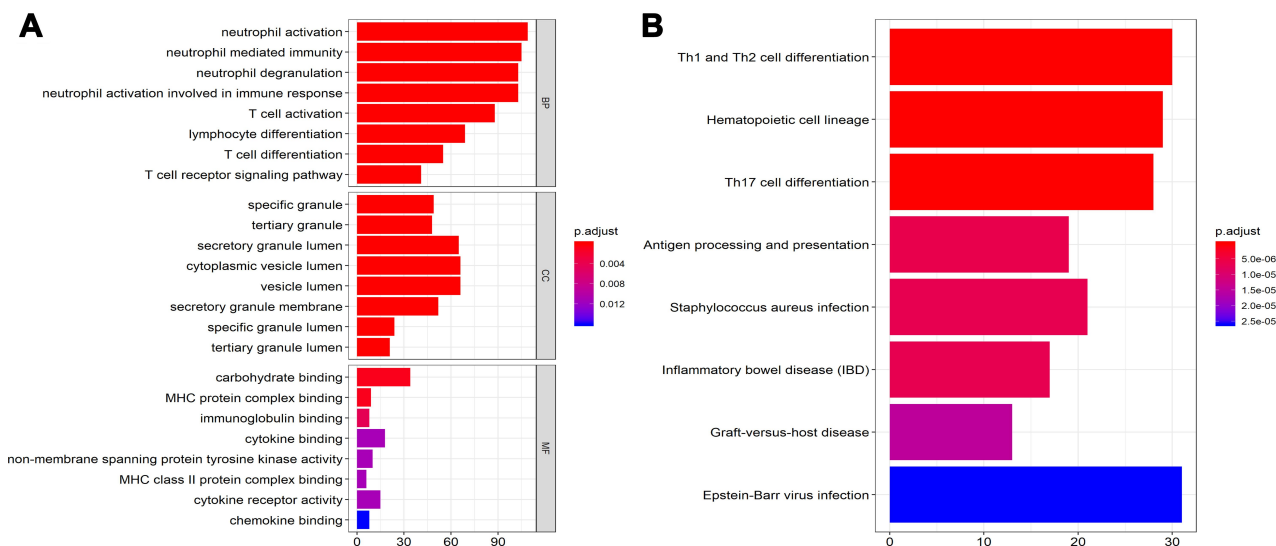 A
neutrophil activation
neutrophil mediated immunity
neutrophil degranulation
neutrophil activation involved in immune response
T cell activation
lymphocyte differentiation
T cell differentiation
T cell receptor signaling pathway
BP
specific granule
tertiary granule
secretory granule lumen
cytoplasmic vesicle lumen
vesicle lumen
secretory granule membrane
specific granule lumen
tertiary granule lumen
CC
carbohydrate binding
MHC protein complex binding
immunoglobulin binding
cytokine binding
non-membrane spanning protein tyrosine kinase activity
MHC class II protein complex binding
cytokine receptor activity
chemokine binding
MF
0 30 60 90
p.adjust
0.004
0.008
0.012
B
Th1 and Th2 cell differentiation
Hematopoietic cell lineage
Th17 cell differentiation
Antigen processing and presentation
Staphylococcus aureus infection
Inflammatory bowel disease (IBD)
Graft-versus-host disease
Epstein-Barr virus infection
0 10 20 30
p.adjust
5.0e-06
1.0e-05
1.5e-05
2.0e-05
2.5e-05